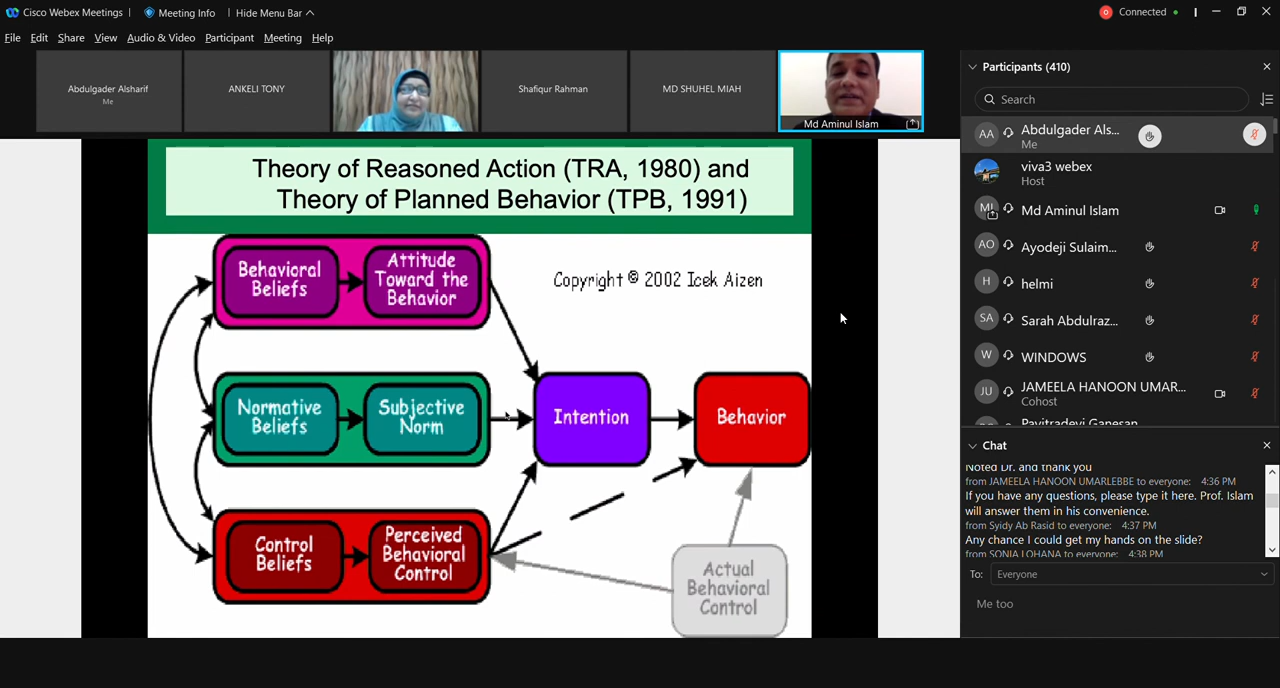 Cisco Webex Meetings | Meeting Info | Hide Menu Bar
Connected
File Edit Share View Audio & Video Participant Meeting Help
Abdulgader Alsharif
Me
ANKELI TONY
Shafiqur Rahman
MD SHUHEL MIAH
Md Aminul Islam
Theory of Reasoned Action (TRA, 1980) and
Theory of Planned Behavior (TPB, 1991)
Copyright © 2002 Icek Aizen
Behavioral
Beliefs
Attitude
Toward the
Behavior
Normative
Beliefs
Subjective
Norm
Intention
Behavior
Control
Beliefs
Perceived
Behavioral
Control
Actual
Behavioral
Control
Participants (410)
Search
AA
Abdulgader Als...
Me
viva3 webex
Host
MI
Md Aminul Islam
AO
Ayodeji Sulaim...
H
helmi
SA
Sarah Abdulraz...
W
WINDOWS
JU
JAMEELA HANOON UMAR...
Cohost
Pavitradevi Ganesan
Chat
Noted Dr. and thank you
from JAMEELA HANOON UMARLEBBE to everyone: 4:36 PM
If you have any questions, please type it here. Prof. Islam
will answer them in his convenience.
from Syidy Ab Rasid to everyone: 4:37 PM
Any chance I could get my hands on the slide?
from SONIA LOHANA to everyone: 4:38 PM
To: Everyone
Me too